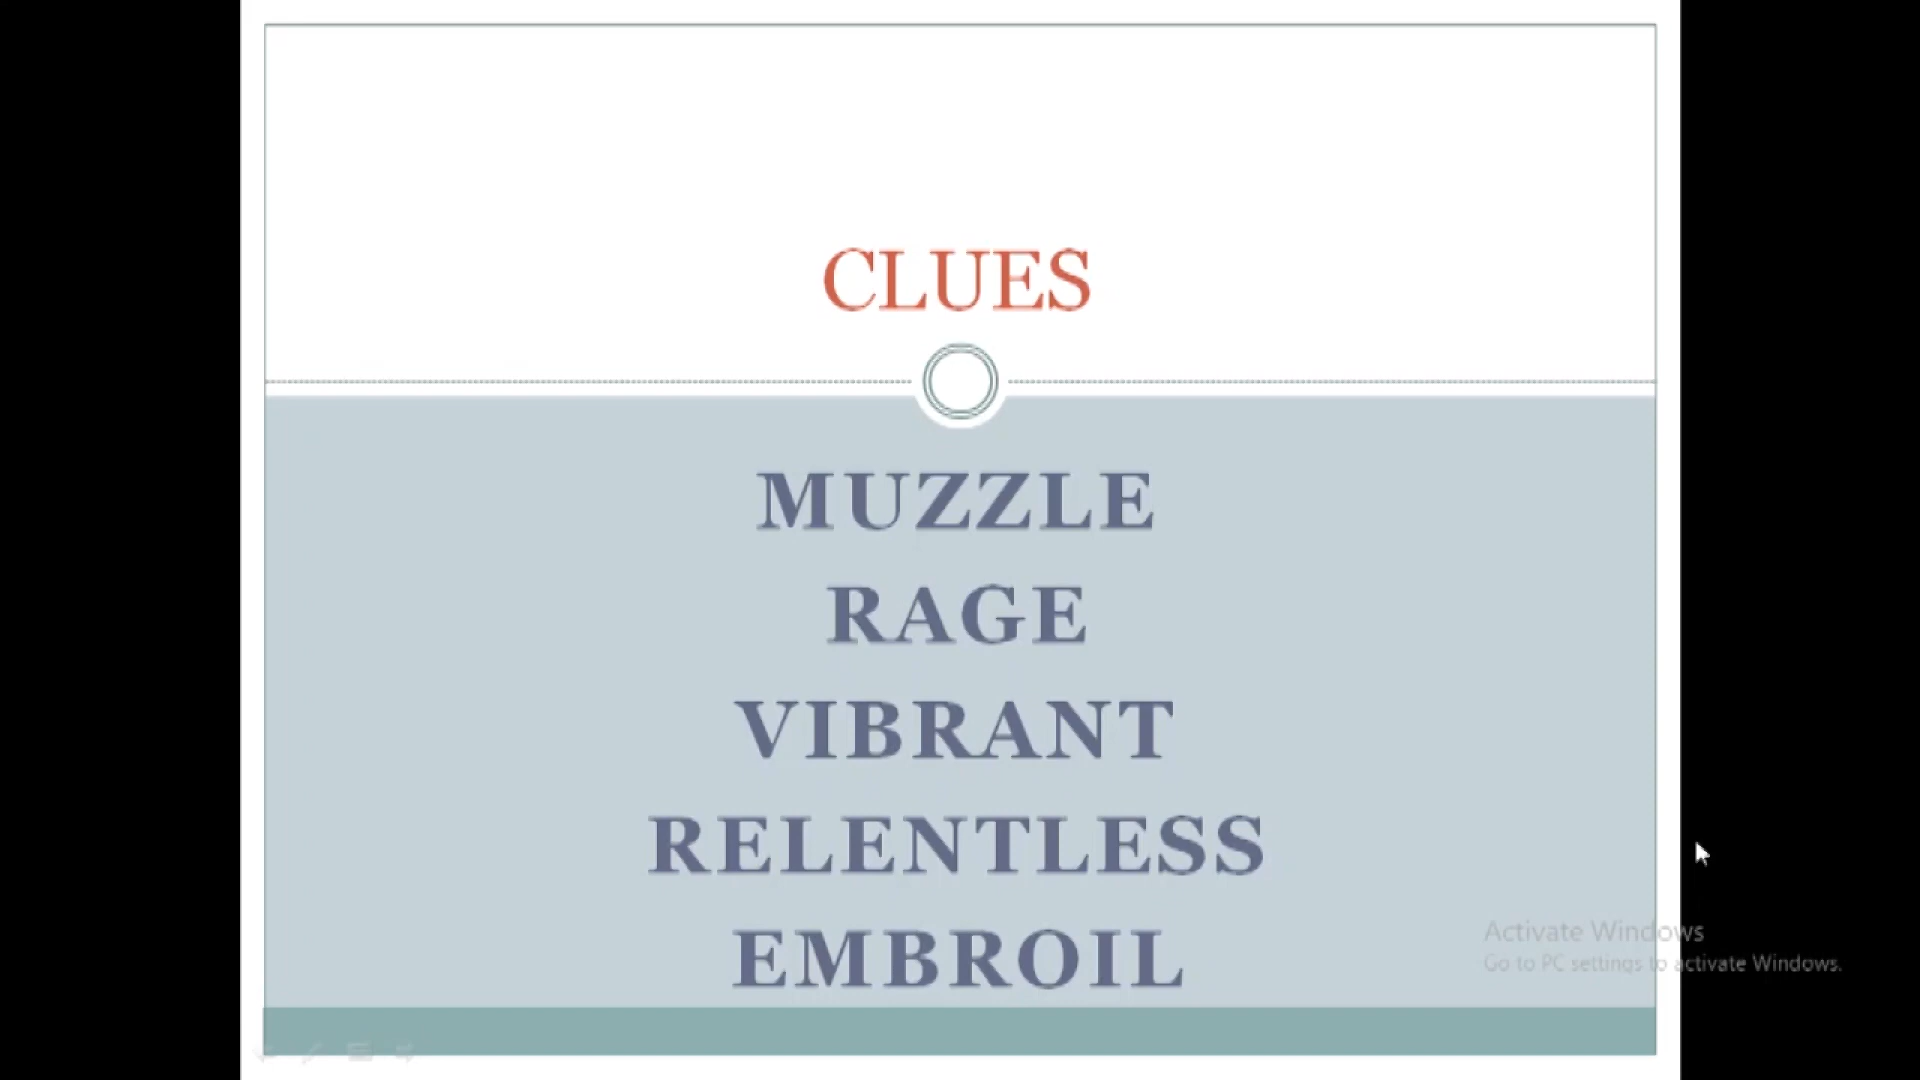 CLUES
MUZZLE
RAGE
VIBRANT
RELENTLESS
EMBROIL
Activate Windows
Go to PC settings to activate Windows.